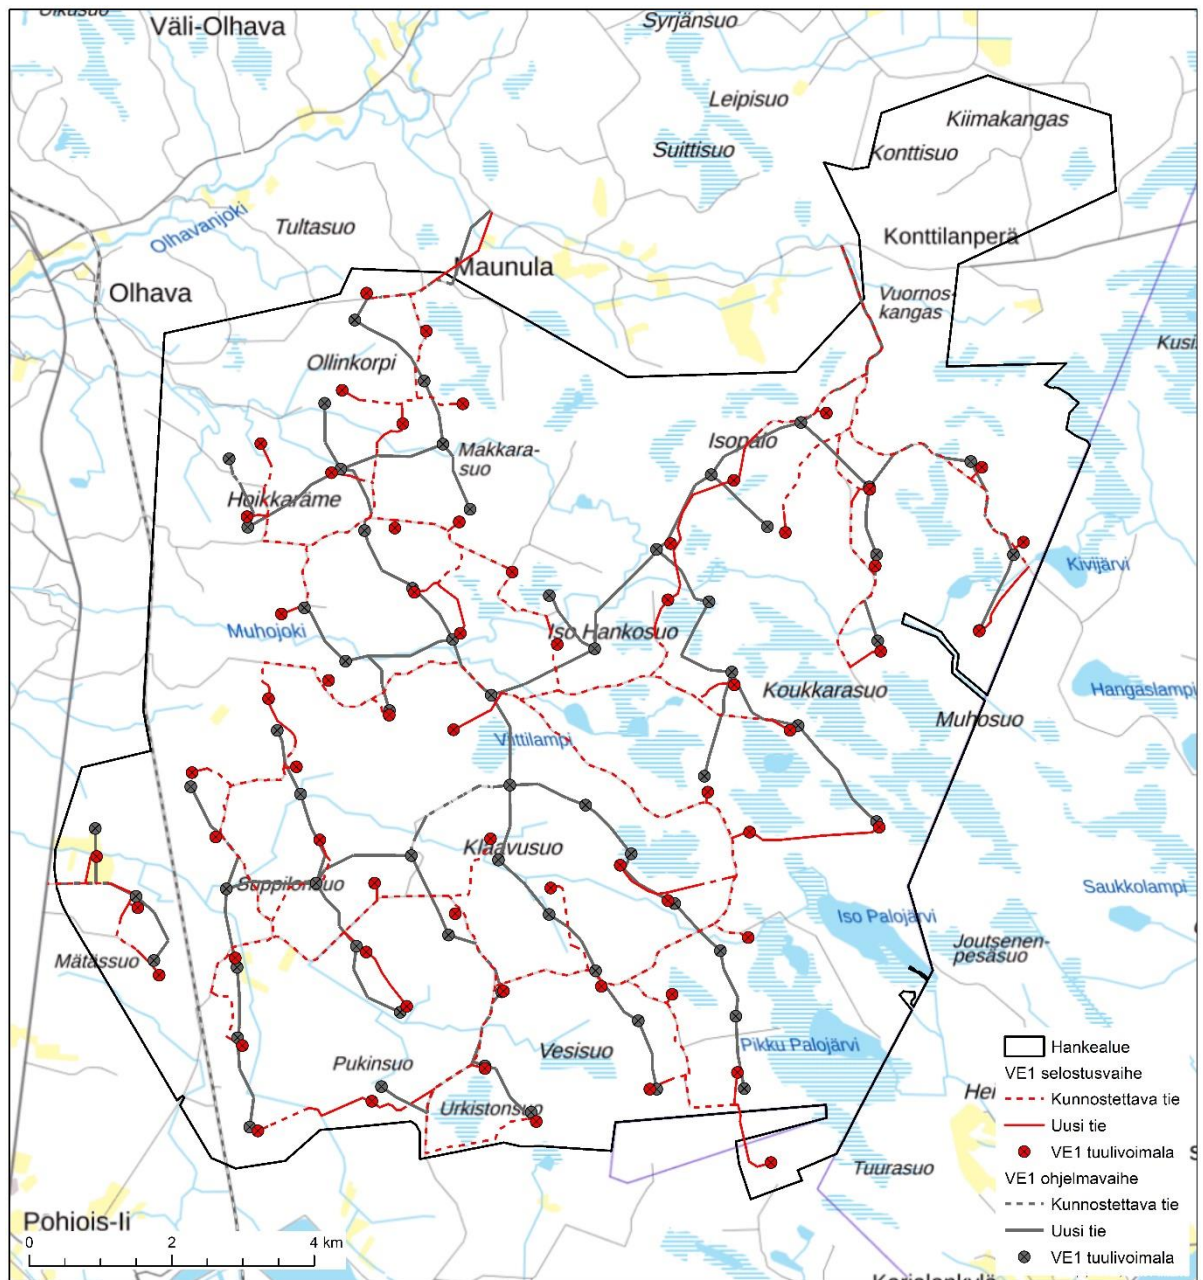 Väli-Olhava
Syrjänsuo
Leipisuo
Kiimakangas
Suittisuo
Konttisuo
Olhavanjoki
Tultasuo
Konttilanperä
Maunula
Olhava
Vuornos-
kangas
Ollinkorpi
Isopalo
Makkara-
suo
Hoikkaräme
Kivijärvi
Muhojoki
Iso Hankosuo
Koukkarasuo
Hangaslampi
Muhosuo
Viitilampi
Klaavusuo
Suppilonsuo
Saukkolampi
Iso Palojärvi
Joutsenen-
pesäsuo
Mätässuo
Pukinsuo
Vesisuo
Pikku Palojärvi
Urkistonsuo
Tuurasuo
Pohjois-Ii
0 2 4 km
Hankealue
VE1 selostusvaihe
Kunnostettava tie
Uusi tie
VE1 tuulivoimala
VE1 ohjelmavaihe
Kunnostettava tie
Uusi tie
VE1 tuulivoimala